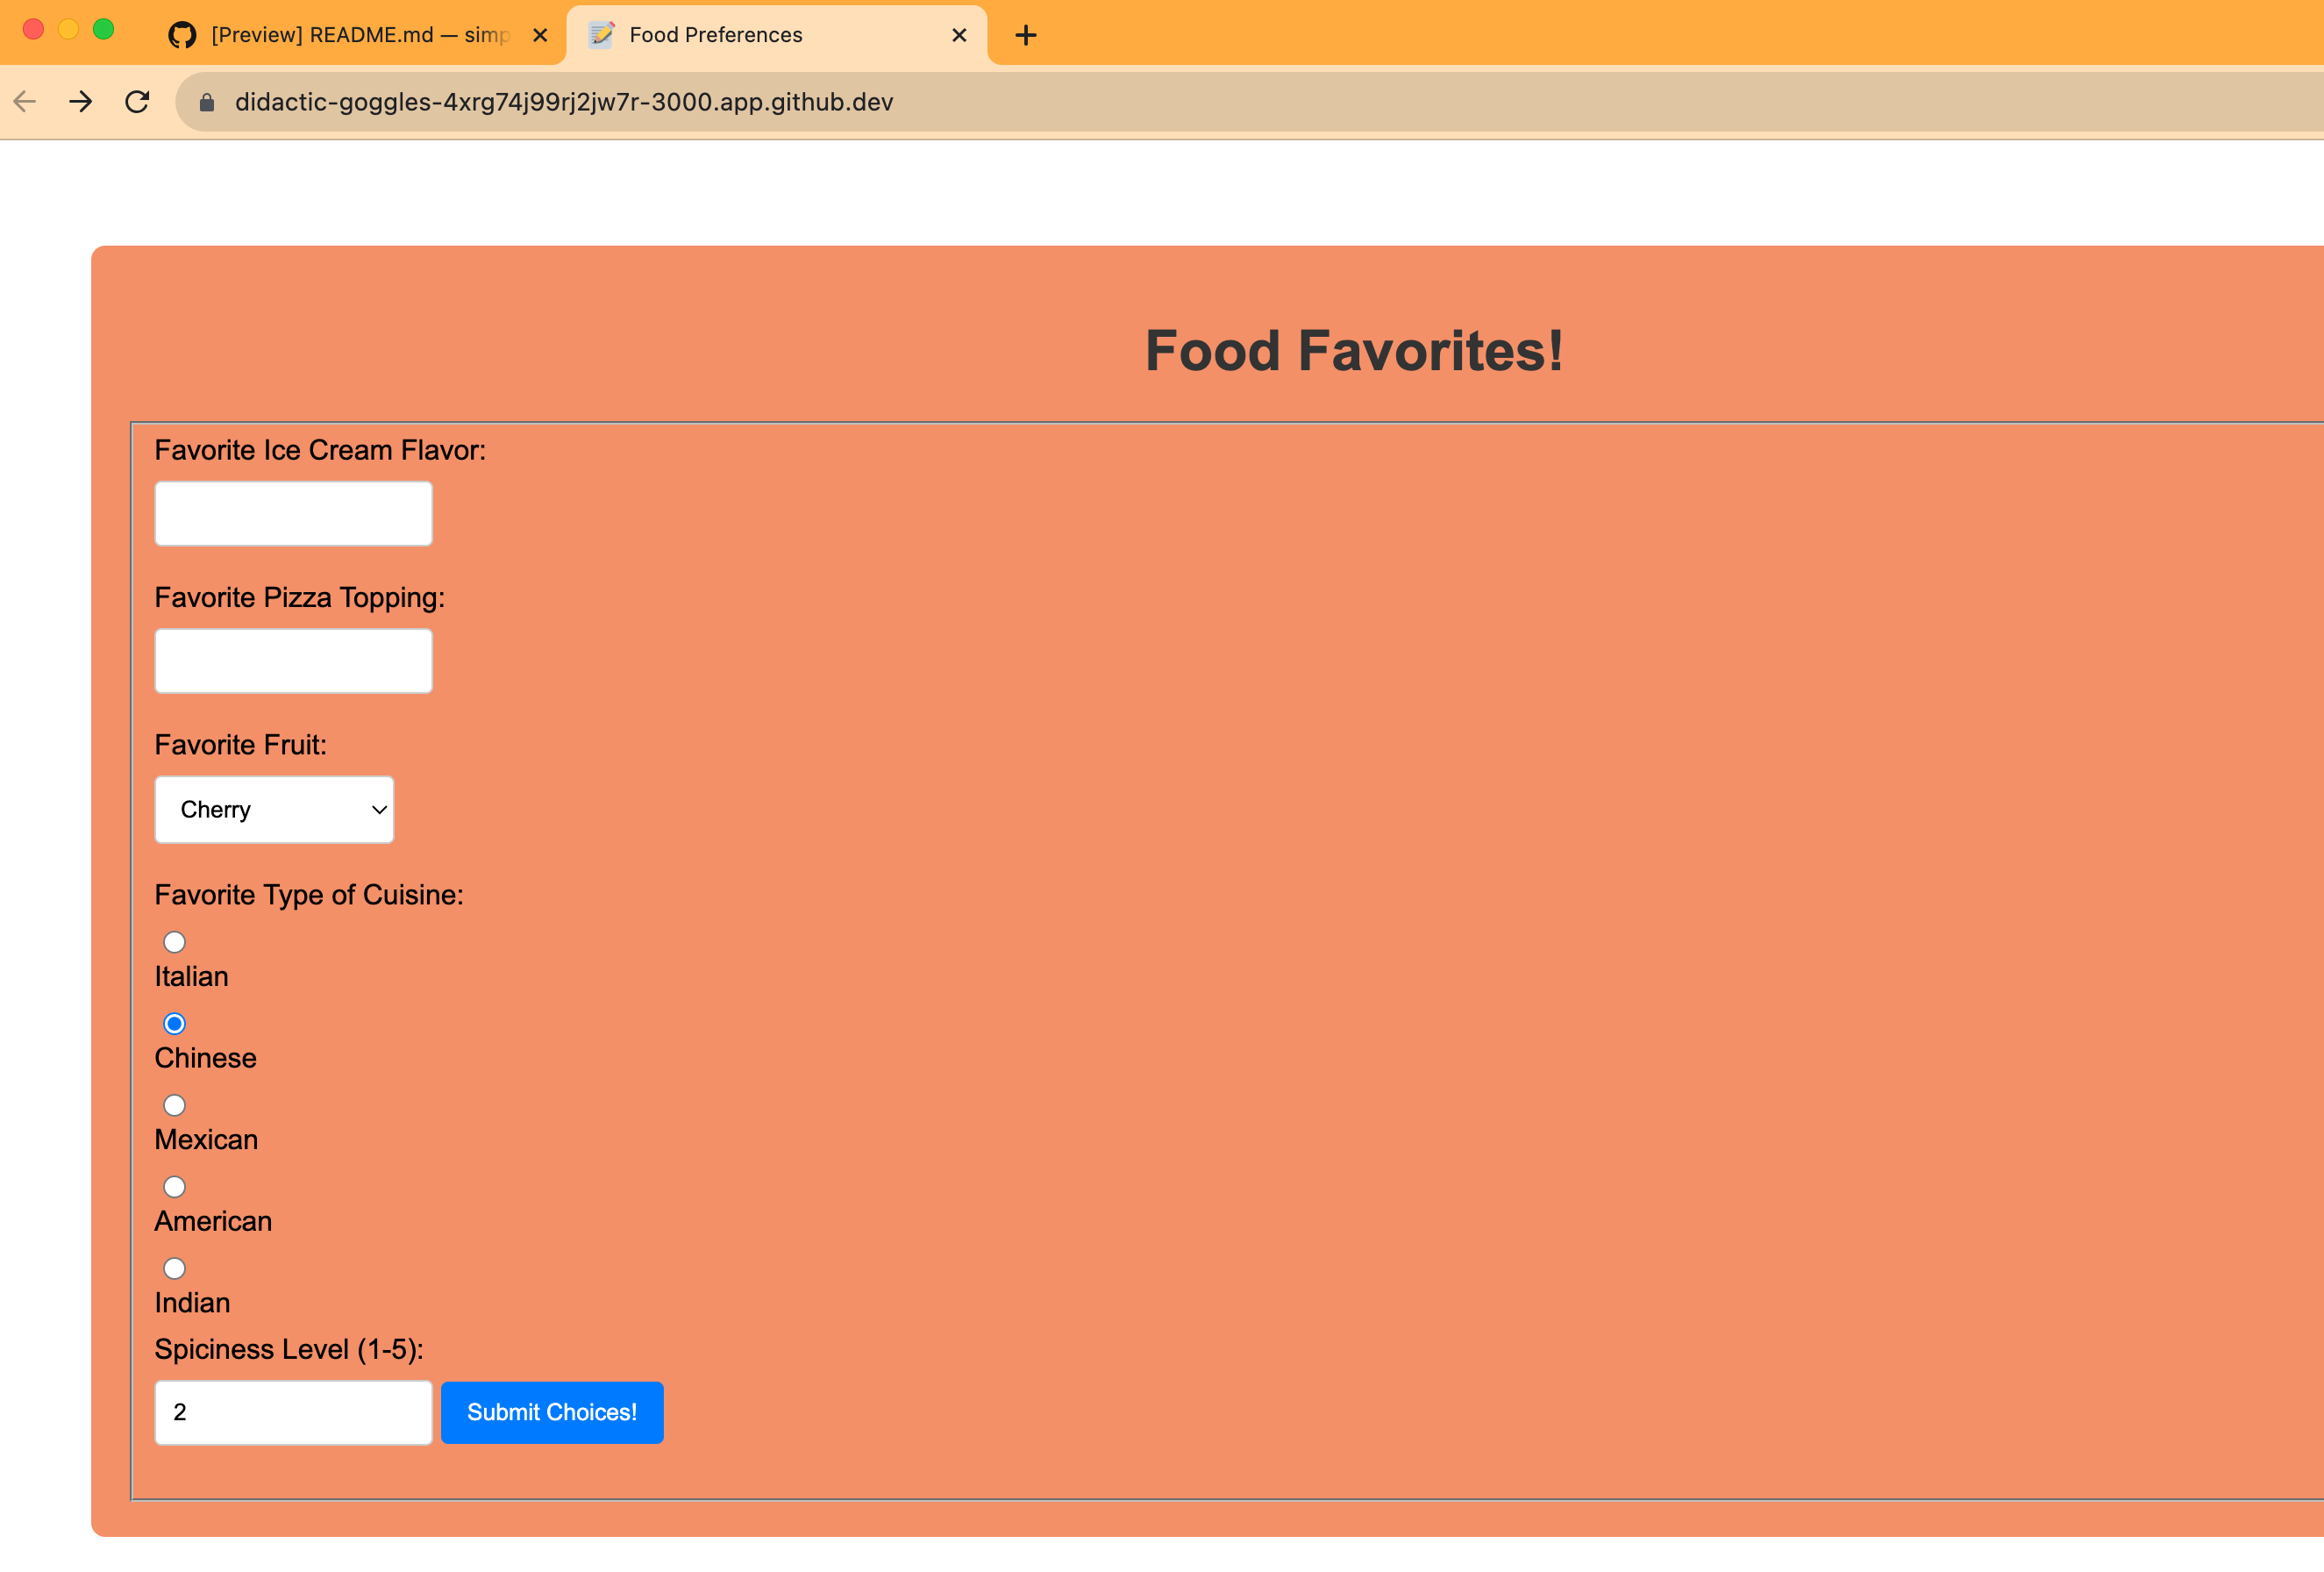 [Preview] README.md — simp
Food Preferences
didactic-goggles-4xrg74j99rj2jw7r-3000.app.github.dev
Food Favorites!
Favorite Ice Cream Flavor:
Favorite Pizza Topping:
Favorite Fruit:
Cherry
Favorite Type of Cuisine:
Italian
Chinese
Mexican
American
Indian
Spiciness Level (1-5):
2
Submit Choices!